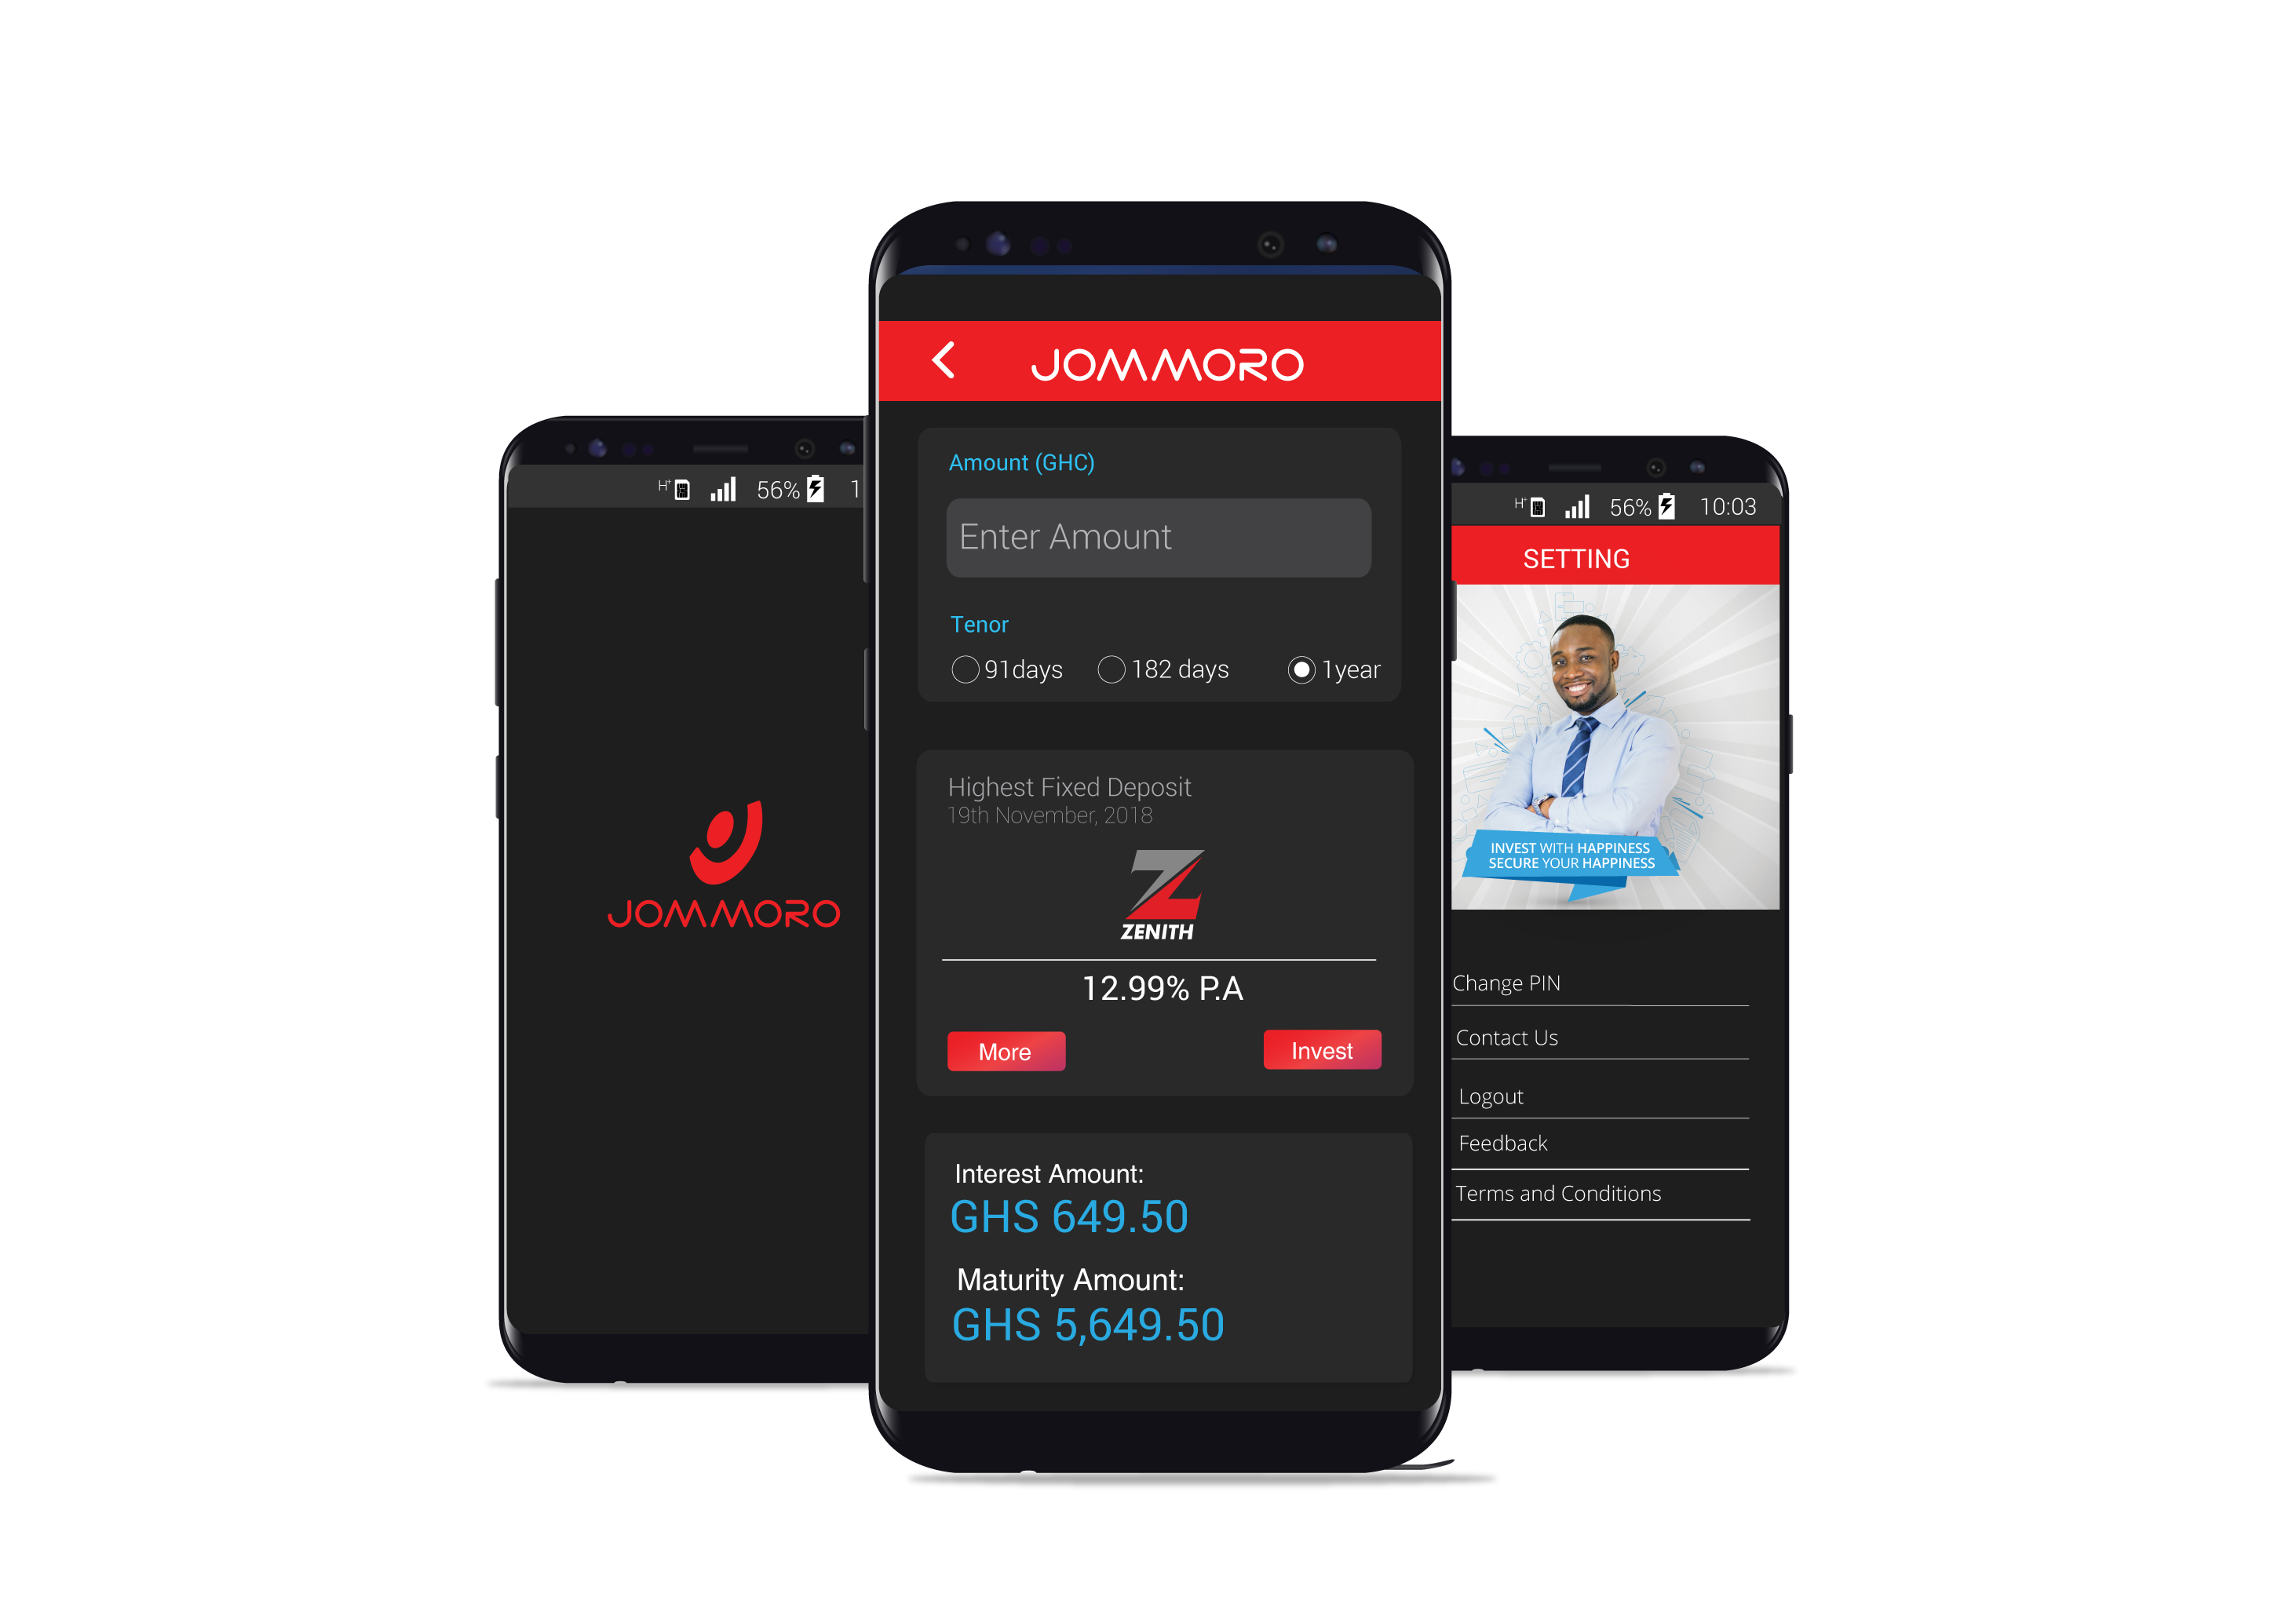 H+ 56% 1
JOMMORO
JOMMORO
Amount (GHC)
Enter Amount
Tenor
91days 182 days 1year
Highest Fixed Deposit
19th November, 2018
ZENITH
12.99% P.A
More Invest
Interest Amount:
GHS 649.50
Maturity Amount:
GHS 5,649.50
H+ 56% 10:03
SETTING
INVEST WITH HAPPINESS
SECURE YOUR HAPPINESS
Change PIN
Contact Us
Logout
Feedback
Terms and Conditions